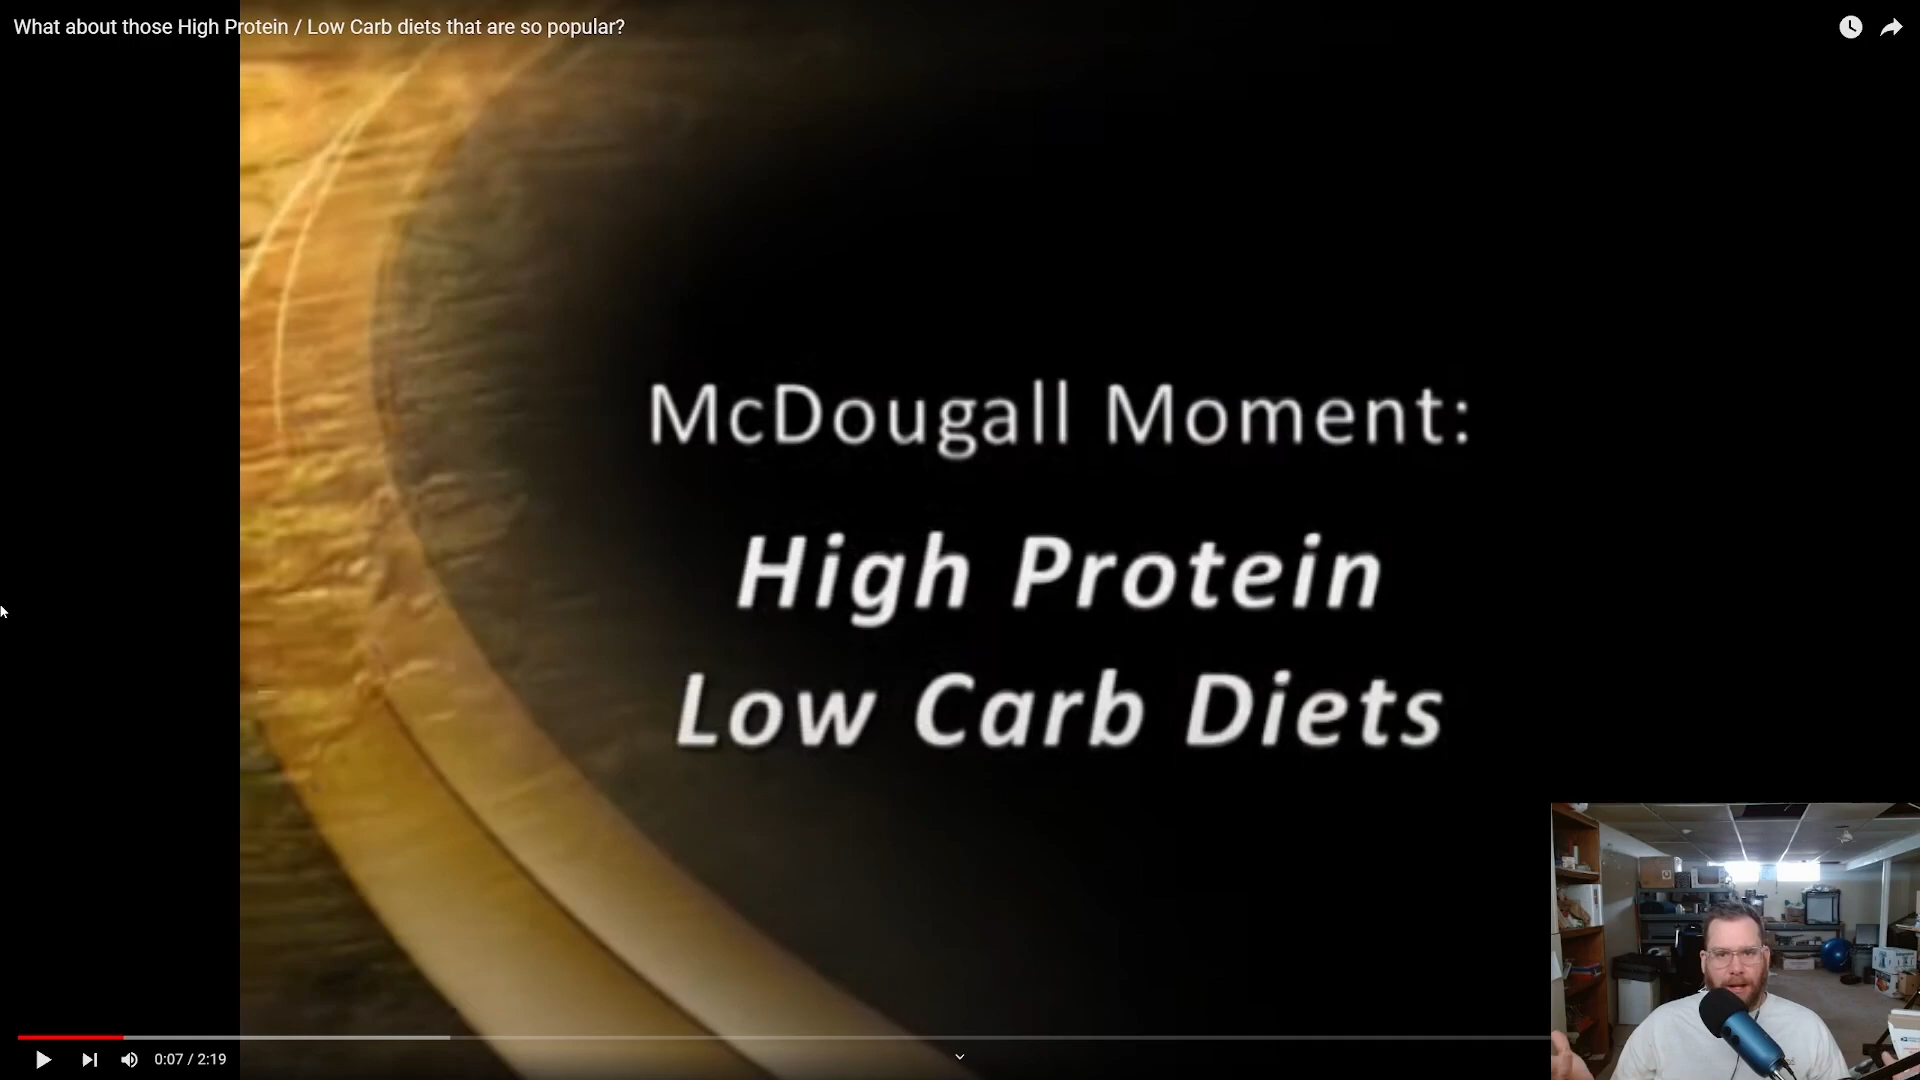 What about those High Protein / Low Carb diets that are so popular?
McDougall Moment:
High Protein
Low Carb Diets
0:07 / 2:19